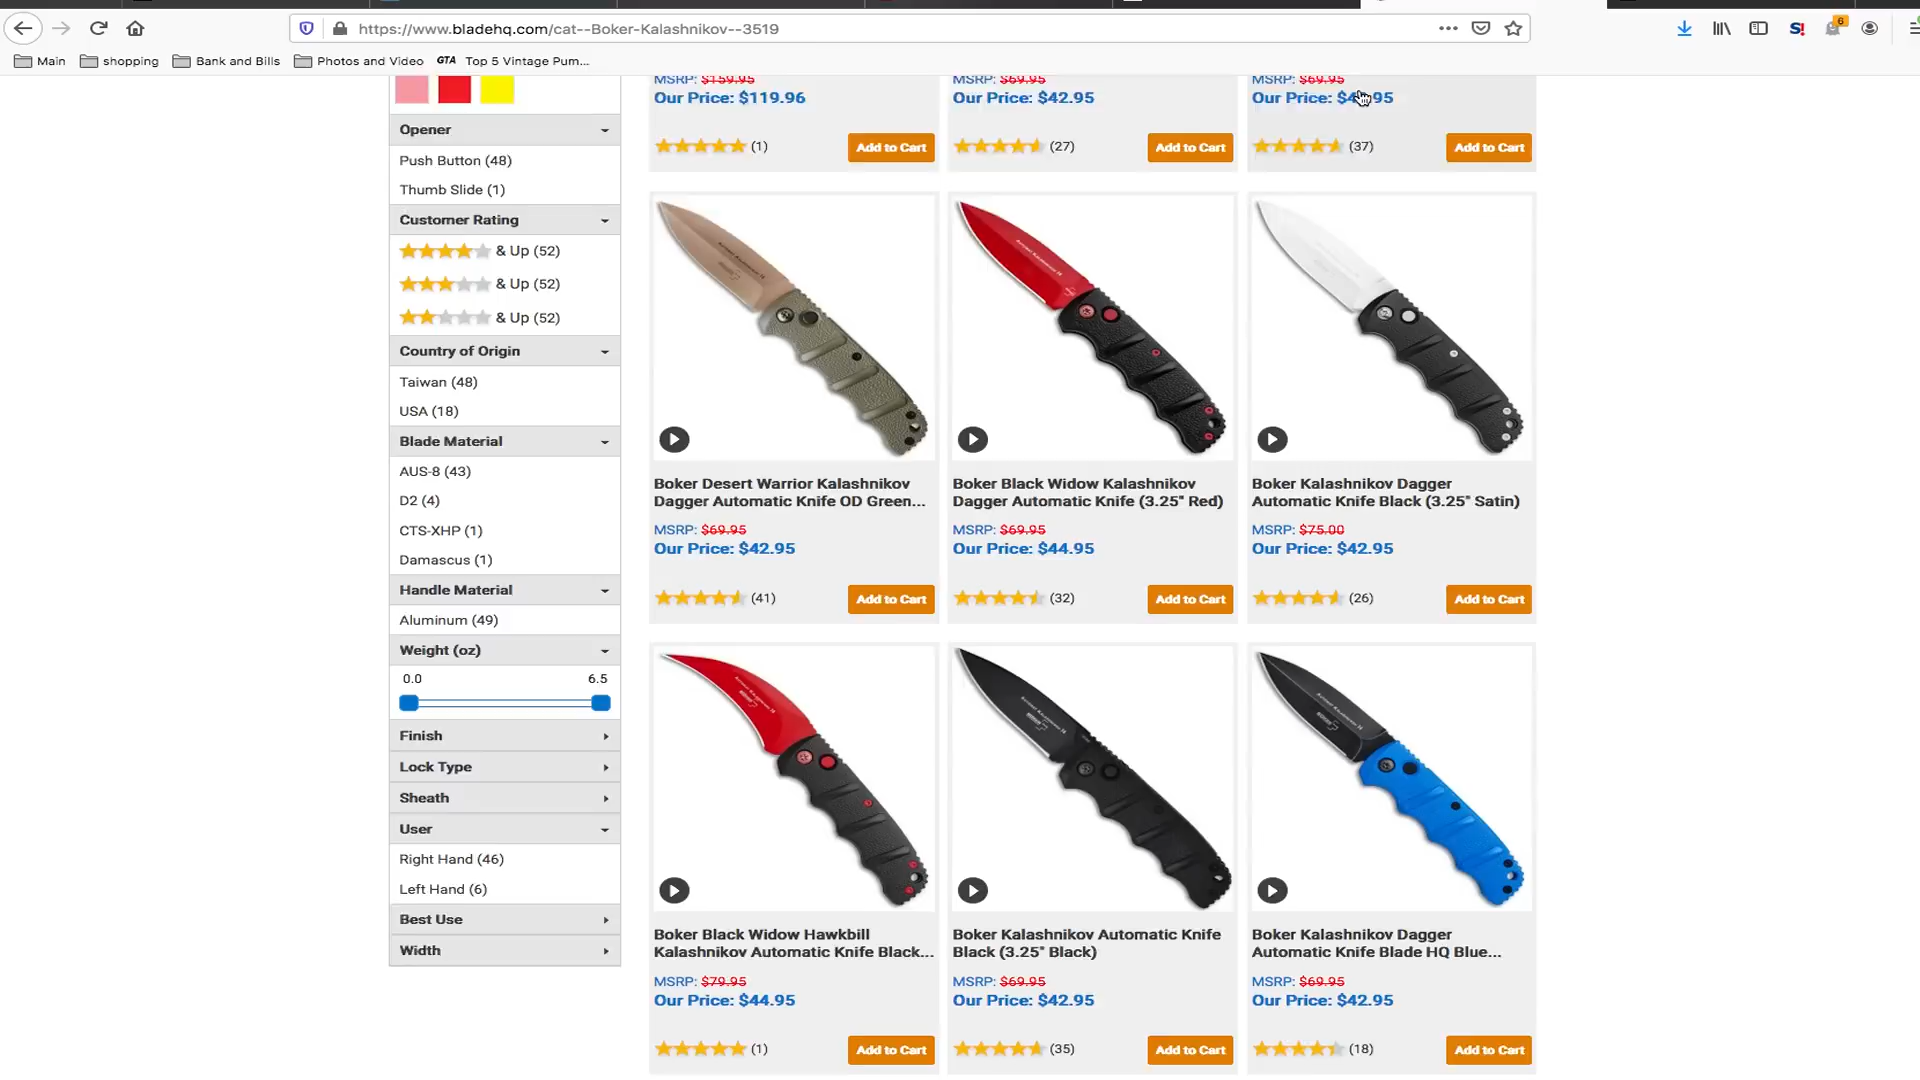 https://www.bladehq.com/cat--Boker-Kalashnikov--3519
6
Main
shopping
Bank and Bills
Photos and Video
GTA Top 5 Vintage Pum...
Opener
Push Button (48)
Thumb Slide (1)
Customer Rating
& Up (52)
& Up (52)
& Up (52)
Country of Origin
Taiwan (48)
USA (18)
Blade Material
AUS-8 (43)
D2 (4)
CTS-XHP (1)
Damascus (1)
Handle Material
Aluminum (49)
Weight (oz)
0.0 6.5
Finish
Lock Type
Sheath
User
Right Hand (46)
Left Hand (6)
Best Use
Width
MSRP: $159.95
Our Price: $119.96
(1) Add to Cart
MSRP: $69.95
Our Price: $42.95
(27) Add to Cart
MSRP: $69.95
Our Price:
(37) Add to Cart
Boker Desert Warrior Kalashnikov
Dagger Automatic Knife OD Green...
MSRP: $69.95
Our Price: $42.95
(41) Add to Cart
Boker Black Widow Kalashnikov
Dagger Automatic Knife (3.25" Red)
MSRP: $69.95
Our Price: $44.95
(32) Add to Cart
Boker Kalashnikov Dagger
Automatic Knife Black (3.25" Satin)
MSRP: $75.00
Our Price: $42.95
(26) Add to Cart
Boker Black Widow Hawkbill
Kalashnikov Automatic Knife Black...
MSRP: $79.95
Our Price: $44.95
(1) Add to Cart
Boker Kalashnikov Automatic Knife
Black (3.25" Black)
MSRP: $69.95
Our Price: $42.95
(35) Add to Cart
Boker Kalashnikov Dagger
Automatic Knife Blade HQ Blue...
MSRP: $69.95
Our Price: $42.95
(18) Add to Cart